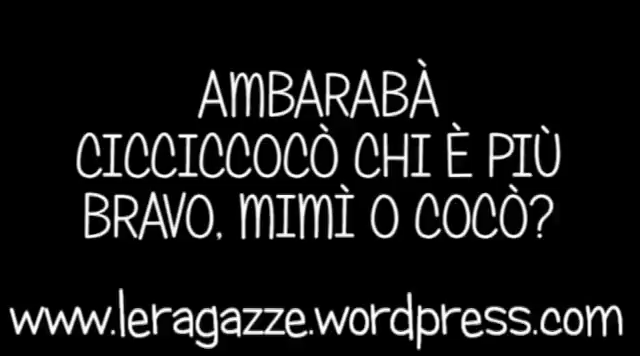 AMBARABÀ
CICCICCOCÒ CHI È PIÙ
BRAVO, MIMÌ O COCÒ?
www.leragazze.wordpress.com